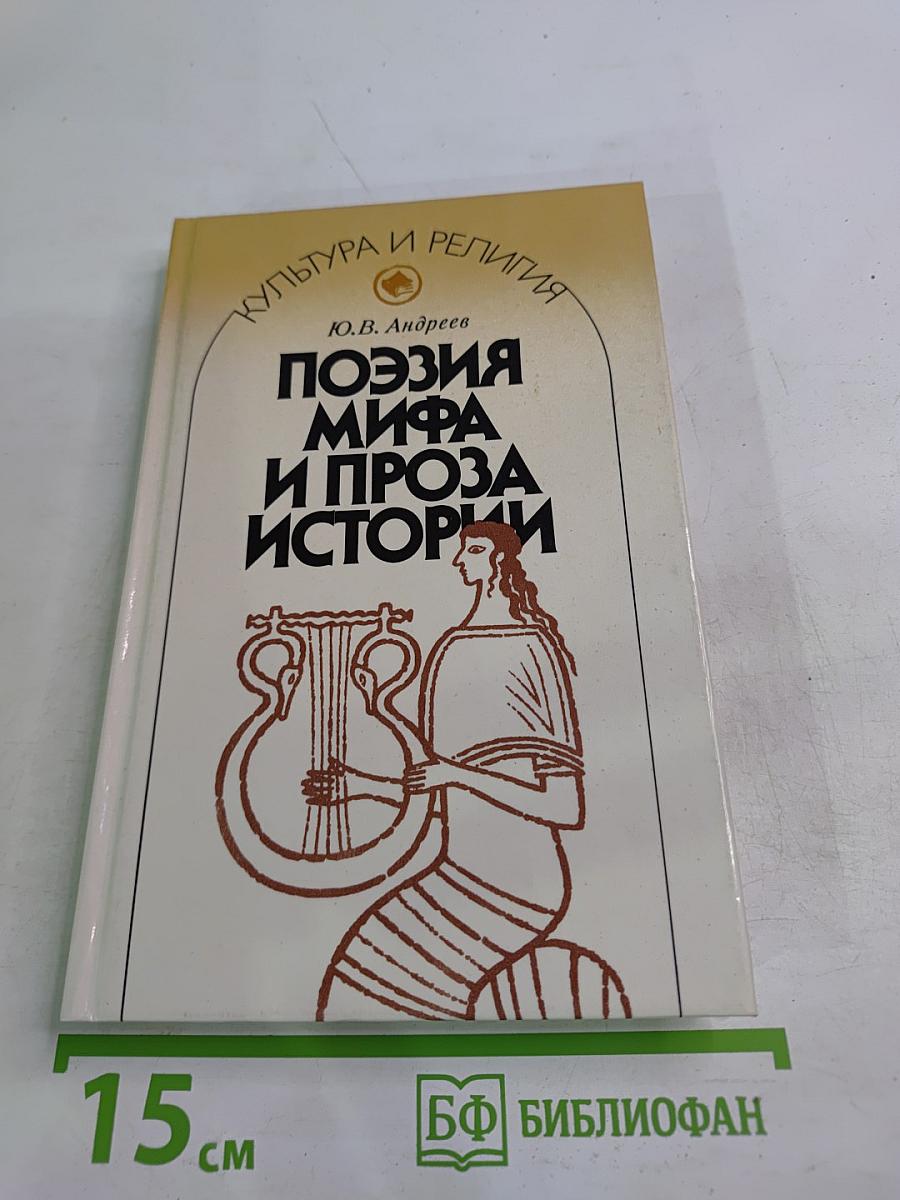 КУЛЬТУРА И РЕЛИГИЯ
Ю.В. Андреев
ПОЭЗИЯ
МИФА
И ПРОЗА
ИСТОРИИ
15 см
БФ БИБЛИОФАН